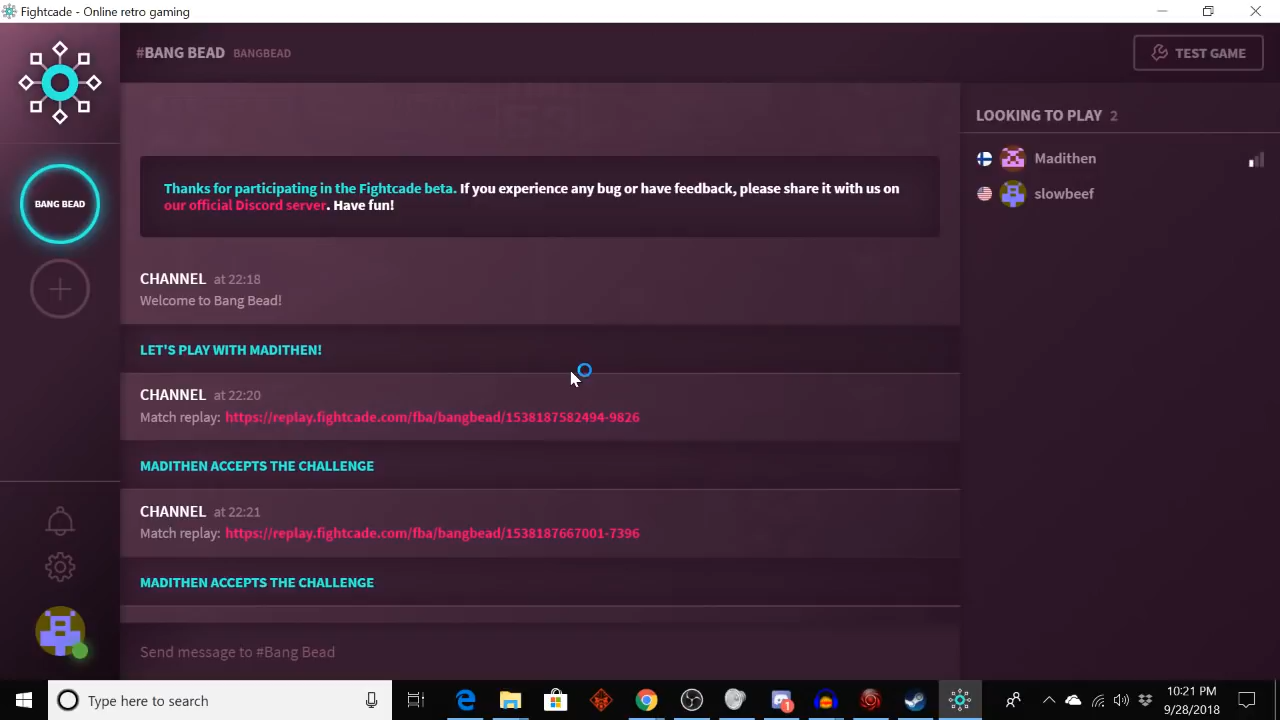 Fightcade - Online retro gaming
#BANG BEAD BANGBEAD
TEST GAME
BANG BEAD
LOOKING TO PLAY 2
Madithen
slowbeef
Thanks for participating in the Fightcade beta. If you experience any bug or have feedback, please share it with us on
our official Discord server. Have fun!
CHANNEL at 22:18
Welcome to Bang Bead!
LET'S PLAY WITH MADITHEN!
CHANNEL at 22:20
Match replay: https://replay.fightcade.com/fba/bangbead/1538187582494-9826
MADITHEN ACCEPTS THE CHALLENGE
CHANNEL at 22:21
Match replay: https://replay.fightcade.com/fba/bangbead/1538187667001-7396
MADITHEN ACCEPTS THE CHALLENGE
Send message to #Bang Bead
Type here to search
1
10:21 PM
9/28/2018